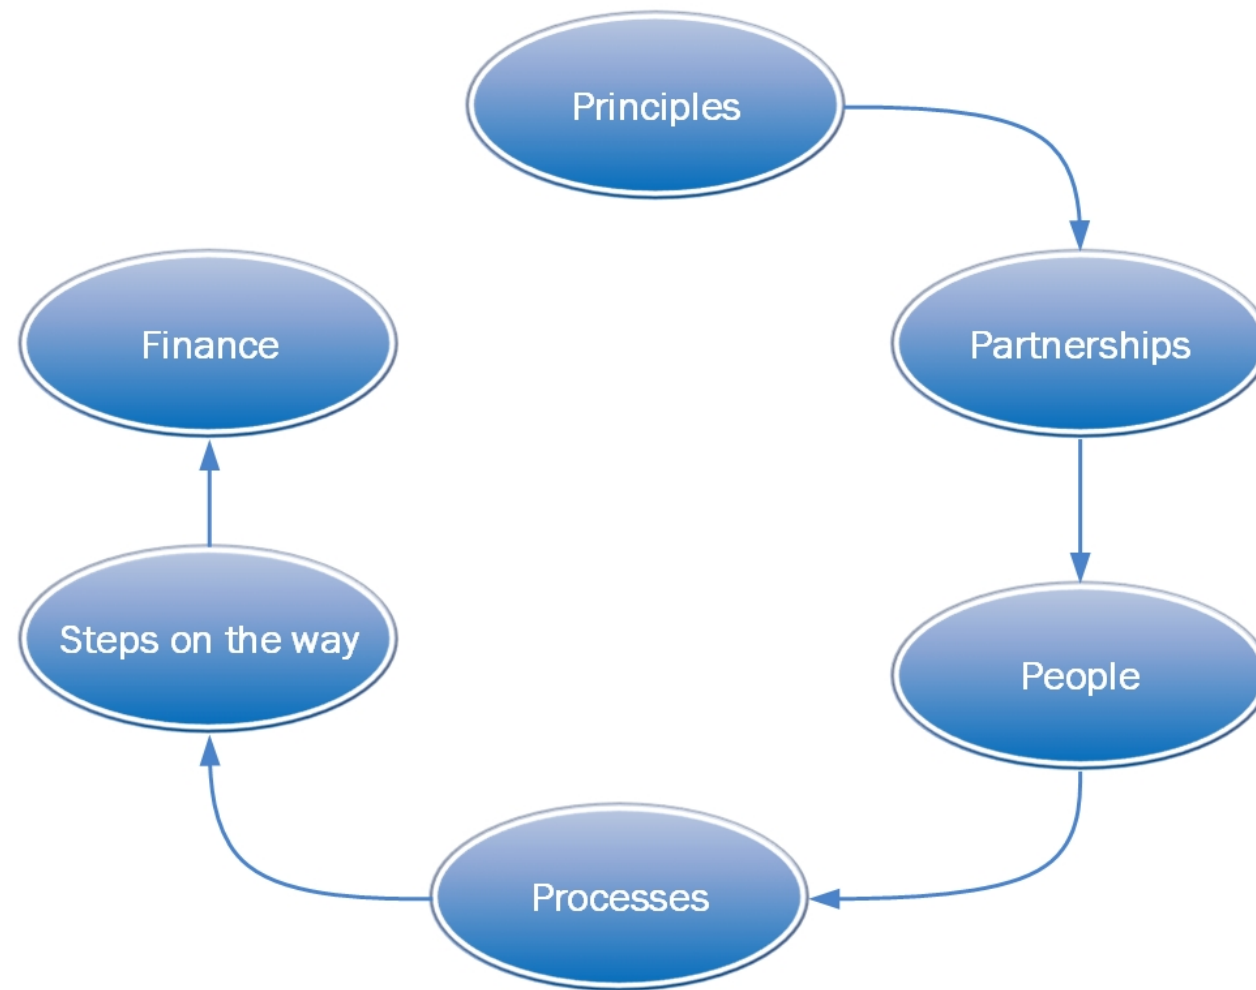 Principles
Partnerships
People
Processes
Steps on the way
Finance